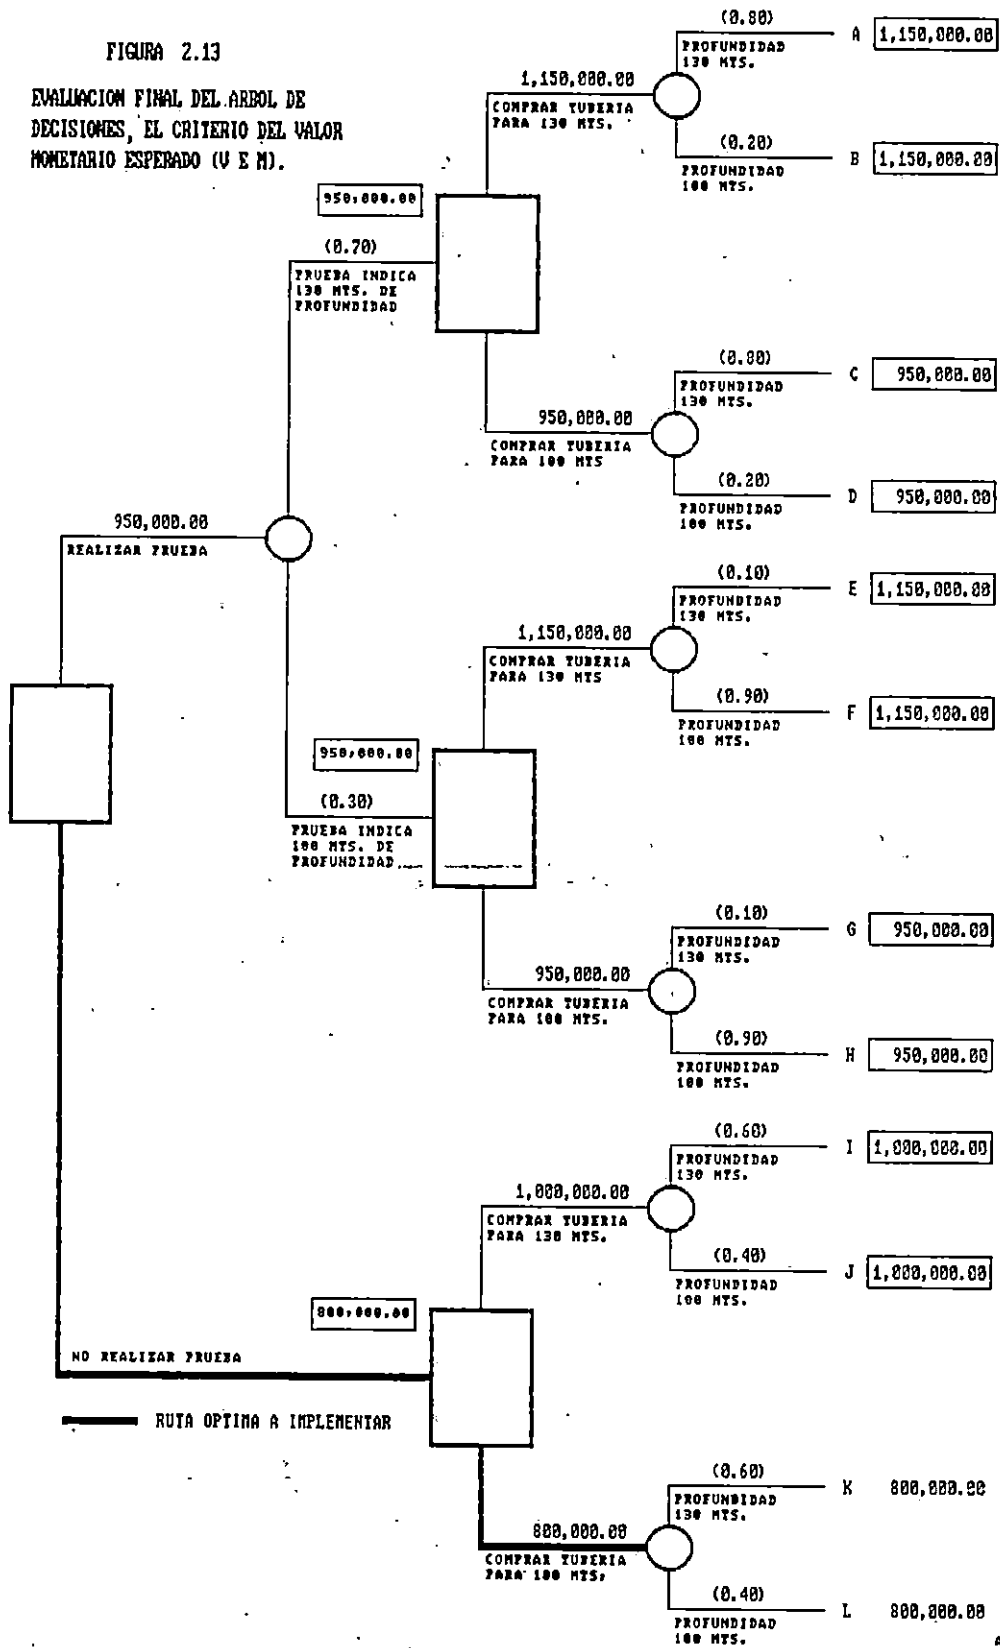 FIGURA 2.13
EVALUACION FINAL DEL ARBOL DE
DECISIONES, EL CRITERIO DEL VALOR
MONETARIO ESPERADO (V E M).
(0.80)
PROFUNDIDAD
130 MTS.
A 1,150,000.00
1,150,000.00
COMPRAR TUBERIA
PARA 130 MTS.
(0.20)
PROFUNDIDAD
100 MTS.
B 1,150,000.00
950,000.00
(0.70)
PRUEBA INDICA
130 MTS. DE
PROFUNDIDAD
(0.80)
PROFUNDIDAD
130 MTS.
C 950,000.00
950,000.00
COMPRAR TUBERIA
PARA 100 MTS
(0.20)
PROFUNDIDAD
100 MTS.
D 950,000.00
950,000.00
REALIZAR PRUEBA
(0.10)
PROFUNDIDAD
130 MTS.
E 1,150,000.00
1,150,000.00
COMPRAR TUBERIA
PARA 130 MTS
(0.90)
PROFUNDIDAD
100 MTS.
F 1,150,000.00
950,000.00
(0.30)
PRUEBA INDICA
100 MTS. DE
PROFUNDIDAD
(0.10)
PROFUNDIDAD
130 MTS.
G 950,000.00
950,000.00
COMPRAR TUBERIA
PARA 100 MTS.
(0.90)
PROFUNDIDAD
100 MTS.
H 950,000.00
(0.60)
PROFUNDIDAD
130 MTS.
I 1,000,000.00
1,000,000.00
COMPRAR TUBERIA
PARA 130 MTS.
(0.40)
PROFUNDIDAD
100 MTS.
J 1,000,000.00
800,000.00
NO REALIZAR PRUEBA
RUTA OPTIMA A IMPLEMENTAR
(0.60)
PROFUNDIDAD
130 MTS.
K 800,000.00
800,000.00
COMPRAR TUBERIA
PARA 100 MTS.
(0.40)
PROFUNDIDAD
100 MTS.
L 800,000.00